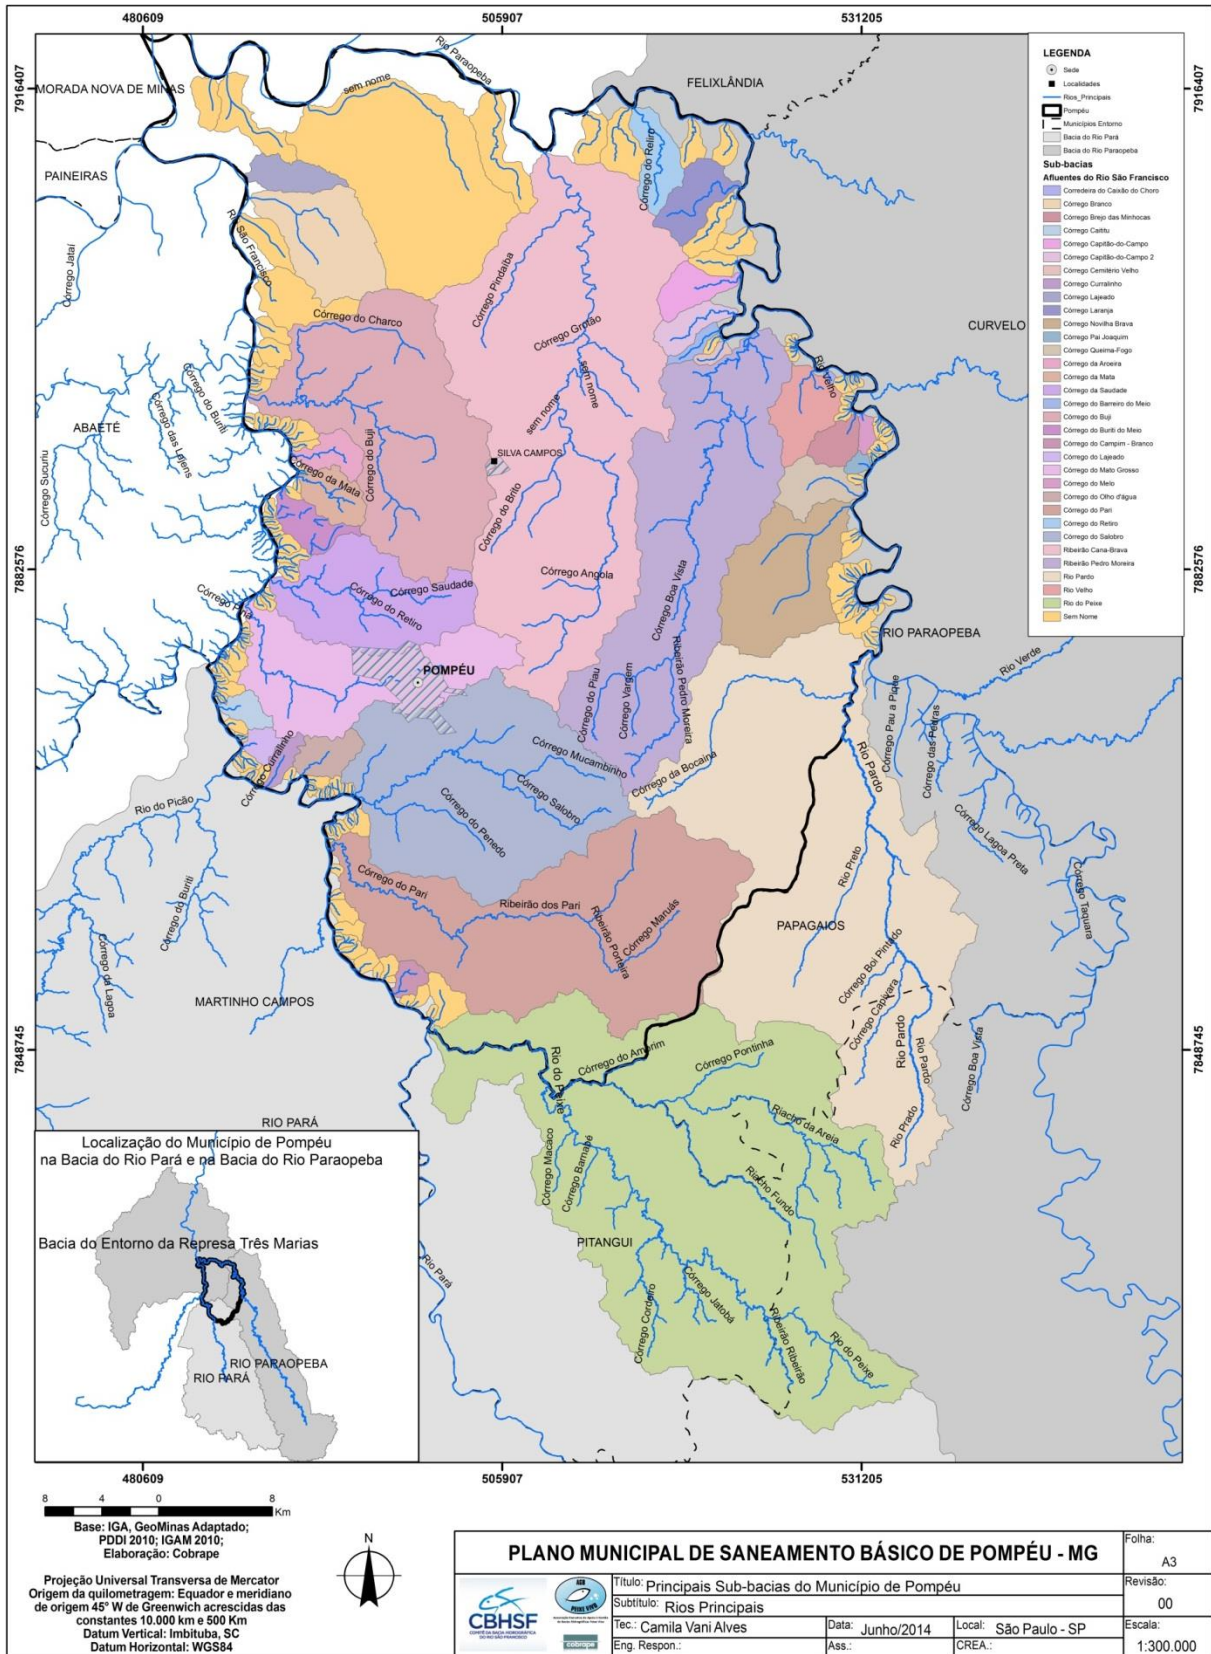 480609
505907
531205
7916407
7916407
7882576
7882576
7848745
7848745
480609
505907
531205
MORADA NOVA DE MINAS
PAINEIRAS
Córrego Jataí
Rio São Francisco
sem nome
Rio Paraopeba
FELIXLÂNDIA
Córrego do Retiro
Córrego Pindaíba
Córrego Grotão
sem nome
sem nome
Córrego do Charco
CURVELO
Rio Velho
Córrego do Buriti
Córrego das Lajens
ABAETÉ
Córrego Sucuriu
Córrego do Buji
Córrego da Mata
SILVA CAMPOS
Córrego do Brito
Córrego Angola
Córrego Boa Vista
Córrego Saudade
Córrego do Retiro
Córrego Pina
POMPÉU
Córrego do Piau
Córrego Vargem
Ribeirão Pedro Moreira
RIO PARAOPEBA
Rio Verde
Córrego Pau a Pique
Córrego das Pedras
Córrego Mucambinho
Córrego da Bocaina
Córrego Curralinho
Rio do Picão
Córrego Salobro
Córrego do Penedo
Rio Pardo
Córrego Lagoa Preta
Córrego Taquara
Rio Preto
Córrego do Buriti
Córrego da Lagoa
Córrego do Pari
Ribeirão dos Pari
Ribeirão Porteira
Córrego Maruás
PAPAGAIOS
Córrego Boi Pintado
Córrego Capivara
MARTINHO CAMPOS
Rio Pardo
Rio Pardo
Córrego Boa Vista
Rio do Peixe
Córrego do Amorim
Córrego Pontinha
Riacho da Areia
Rio Prado
RIO PARÁ
Córrego Macaco
Córrego Barnabé
Riacho Fundo
PITANGUI
Rio Pará
Córrego Cordeiro
Córrego Jatobá
Ribeirão Ribeirão
Rio do Peixe
LEGENDA
Sede
Localidades
Rios_Principais
Pompéu
Municípios Entorno
Bacia do Rio Pará
Bacia do Rio Paraopeba
Sub-bacias
Afluentes do Rio São Francisco
Corredeira do Caixão do Choro
Córrego Branco
Córrego Brejo das Minhocas
Córrego Caititu
Córrego Capitão-do-Campo
Córrego Capitão-do-Campo 2
Córrego Cemitério Velho
Córrego Curralinho
Córrego Lajeado
Córrego Laranja
Córrego Novilha Brava
Córrego Pai Joaquim
Córrego Queima-Fogo
Córrego da Aroeira
Córrego da Mata
Córrego da Saudade
Córrego do Barreiro do Meio
Córrego do Buji
Córrego do Buriti do Meio
Córrego do Campim - Branco
Córrego do Lajeado
Córrego do Mato Grosso
Córrego do Melo
Córrego do Olho d'água
Córrego do Pari
Córrego do Retiro
Córrego do Salobro
Ribeirão Cana-Brava
Ribeirão Pedro Moreira
Rio Pardo
Rio Velho
Rio do Peixe
Sem Nome
Localização do Município de Pompéu
na Bacia do Rio Pará e na Bacia do Rio Paraopeba
Bacia do Entorno da Represa Três Marias
RIO PARAOPEBA
RIO PARÁ
8 4 0 8
Km
Base: IGA, GeoMinas Adaptado;
PDDI 2010; IGAM 2010;
Elaboração: Cobrape
Projeção Universal Transversa de Mercator
Origem da quilometragem: Equador e meridiano
de origem 45° W de Greenwich acrescidas das
constantes 10.000 km e 500 Km
Datum Vertical: Imbituba, SC
Datum Horizontal: WGS84
N
PLANO MUNICIPAL DE SANEAMENTO BÁSICO DE POMPÉU - MG
Folha:
A3
CBHSF
COMITÊ DA BACIA HIDROGRÁFICA
DO RIO SÃO FRANCISCO
AGB
PEIXE VIVO
cobrape
Título: Principais Sub-bacias do Município de Pompéu
Subtítulo: Rios Principais
Revisão:
00
Tec.: Camila Vani Alves
Data: Junho/2014
Local: São Paulo - SP
Escala:
1:300.000
Eng. Respon.:
Ass.:
CREA.: